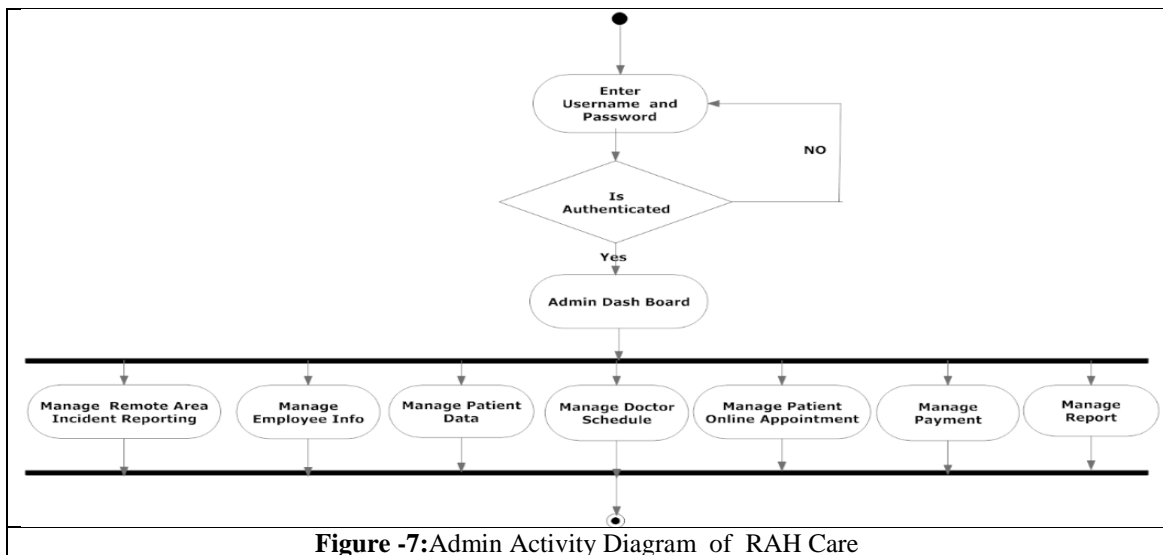 Enter
Username and
Password
NO
Is
Authenticated
Yes
Admin Dash Board
Manage Remote Area
Incident Reporting
Manage
Employee Info
Manage Patient
Data
Manage Doctor
Schedule
Manage Patient
Online Appointment
Manage
Payment
Manage
Report
Figure -7:Admin Activity Diagram of RAH Care